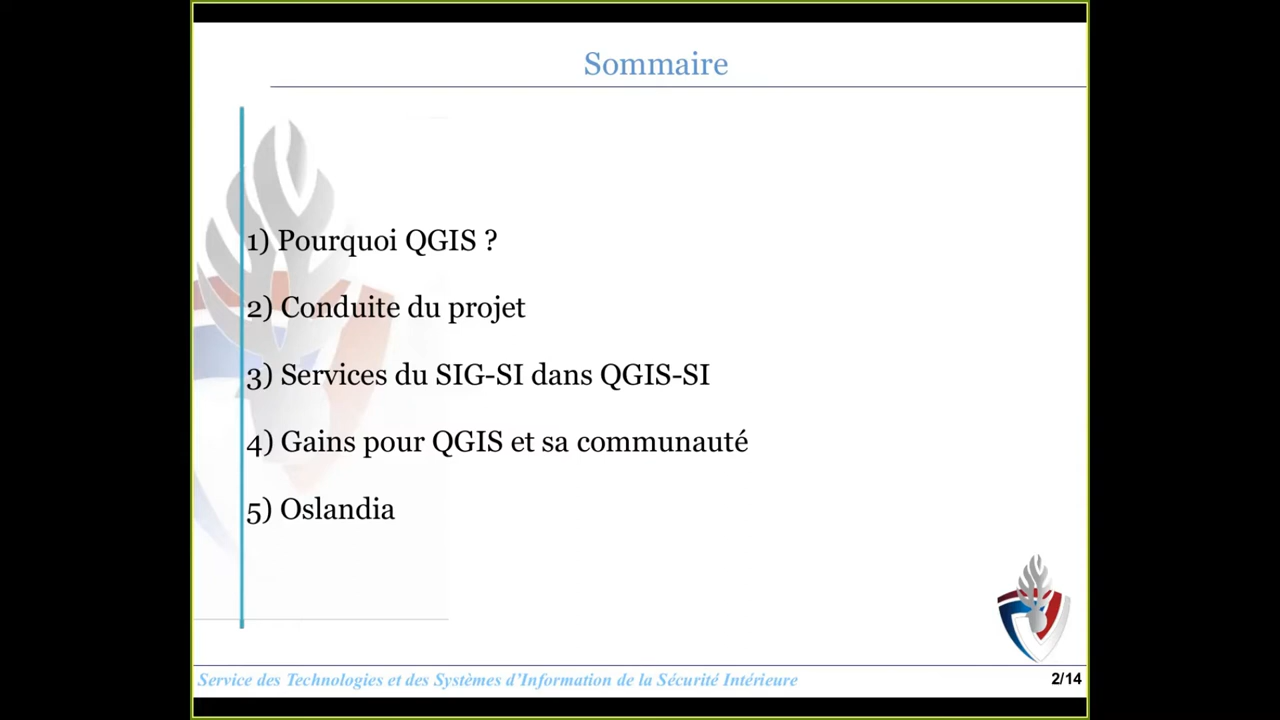 Sommaire
1) Pourquoi QGIS ?
2) Conduite du projet
3) Services du SIG-SI dans QGIS-SI
4) Gains pour QGIS et sa communauté
5) Oslandia
Service des Technologies et des Systèmes d'Information de la Sécurité Intérieure
2/14